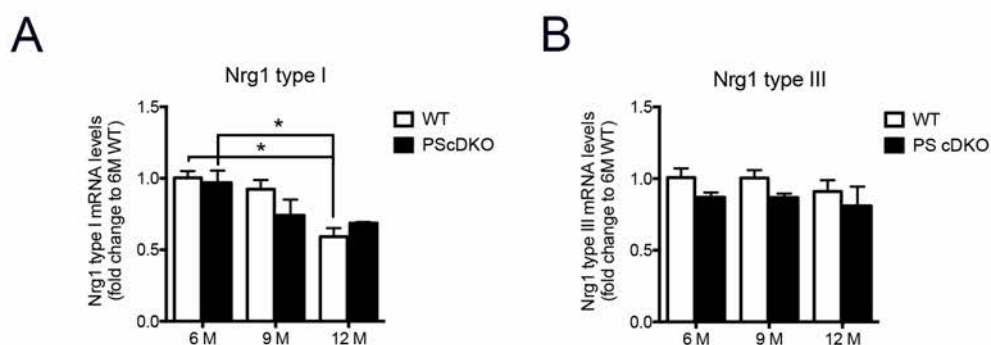 A
Nrg1 type I
Nrg1 type I mRNA levels
(fold change to 6M WT)
1.5
1.0
0.5
0.0
*
*
WT
PScDKO
6 M
9 M
12 M
B
Nrg1 type III
Nrg1 type III mRNA levels
(fold change to 6M WT)
1.5
1.0
0.5
0.0
WT
PS cDKO
6 M
9 M
12 M